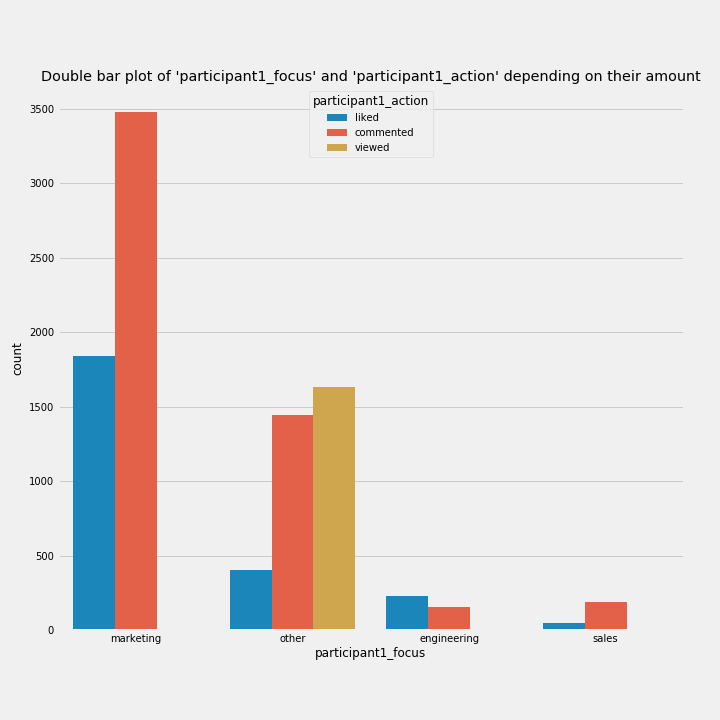 Double bar plot of 'participant1_focus' and 'participant1_action' depending on their amount
participant1_action
liked
commented
viewed
3500
3000
2500
2000
1500
1000
500
0
count
marketing other engineering sales
participant1_focus